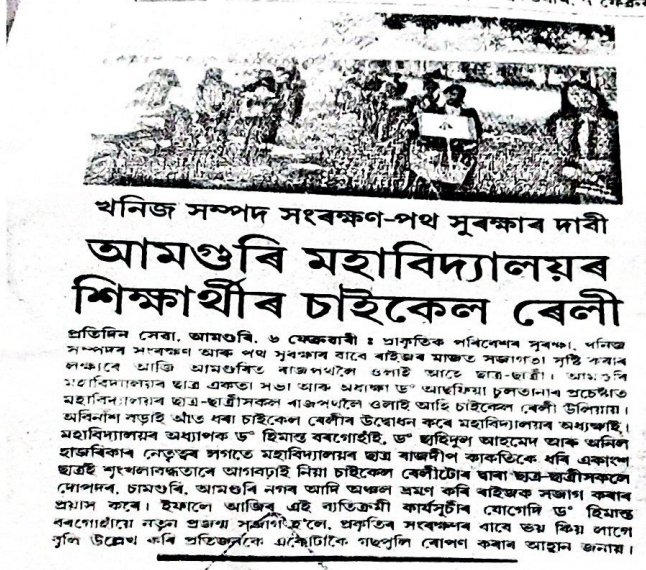 খনিজ সম্পদ সংৰক্ষণ-পথ সুৰক্ষাৰ দাবী
আমগুৰি মহাবিদ্যালয়ৰ
শিক্ষাৰ্থীৰ চাইকেল ৰেলী
প্ৰতিদিন সেৱা, আমগুৰি, ৬ ফেব্ৰুৱাৰী : প্ৰাকৃতিক পৰিবেশৰ সুৰক্ষা, খনিজ
সম্পদৰ সংৰক্ষণ আৰু পথ সুৰক্ষাৰ বাবে ৰাইজৰ মাজত সজাগতা সৃষ্টি কৰাৰ
লক্ষ্যৰে আজি আমগুৰিত ৰাজপথলৈ ওলাই আহে ছাত্ৰ-ছাত্ৰী। আমগুৰি
মহাবিদ্যালয়ৰ ছাত্ৰ একতা সভা আৰু অধ্যক্ষা ড° আছফিয়া চুলতানাৰ প্ৰচেষ্টাত
মহাবিদ্যালয়ৰ ছাত্ৰ-ছাত্ৰীসকল ৰাজপথলৈ ওলাই আহি চাইকেল ৰেলী উলিয়ায়।
অবিনাশ বড়াই আঁত ধৰা চাইকেল ৰেলীৰ উদ্বোধন কৰে মহাবিদ্যালয়ৰ অধ্যক্ষাই।
মহাবিদ্যালয়ৰ অধ্যাপক ড° হিমান্ত বৰগোহাঁই, ড° ছহিদুল আহমেদ আৰু অনিল
হাজৰিকাৰ নেতৃত্বৰ লগতে মহাবিদ্যালয়ৰ ছাত্ৰ ৰাজদীপ কাকতিকে ধৰি একাংশ
ছাত্ৰই শৃংখলাবদ্ধতাৰে আগবঢ়াই নিয়া চাইকেল ৰেলীটোৰ দ্বাৰা ছাত্ৰ-ছাত্ৰীসকলে
দোপদৰ, চামগুৰি, আমগুৰি নগৰ আদি অঞ্চল ভ্ৰমণ কৰি ৰাইজক সজাগ কৰাৰ
প্ৰয়াস কৰে। ইফালে আজিৰ এই ব্যতিক্ৰমী কাৰ্যসূচীৰ যোগেদি ড° হিমান্ত
বৰগোহাঁয়ে নতুন প্ৰজন্ম সজাগ হ'লে, প্ৰকৃতিৰ সংৰক্ষণৰ বাবে ভয় কিয় লাগে
বুলি উল্লেখ কৰি প্ৰতিজনকে একোটাকৈ গছপুলি ৰোপণ কৰাৰ আহ্বান জনায়।